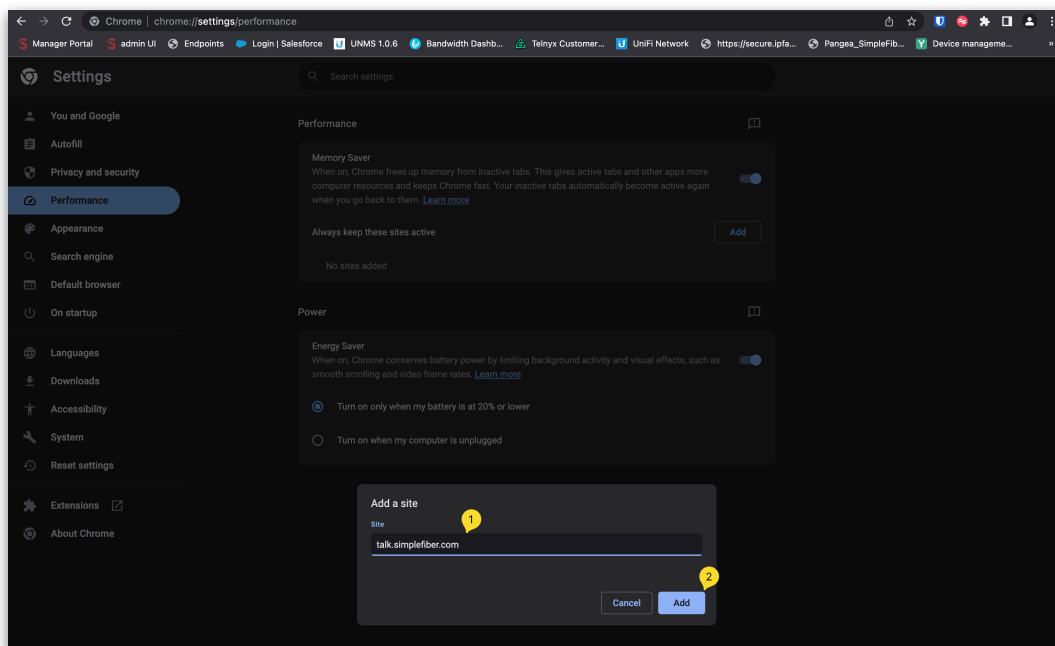 Chrome | chrome://settings/performance
Manager Portal admin UI Endpoints Login | Salesforce UNMS 1.0.6 Bandwidth Dashb... Telnyx Customer... UniFi Network https://secure.ipfa... Pangea_SimpleFib... Device manageme... »
Settings
Search settings
You and Google
Autofill
Privacy and security
Performance
Appearance
Search engine
Default browser
On startup
Languages
Downloads
Accessibility
System
Reset settings
Extensions
About Chrome
Performance
Memory Saver
When on, Chrome frees up memory from inactive tabs. This gives active tabs and other apps more
computer resources and keeps Chrome fast. Your inactive tabs automatically become active again
when you go back to them. Learn more
Always keep these sites active
Add
No sites added
Power
Energy Saver
When on, Chrome conserves battery power by limiting background activity and visual effects, such as
smooth scrolling and video frame rates. Learn more
Turn on only when my battery is at 20% or lower
Turn on when my computer is unplugged
Add a site
1
Site
talk.simplefiber.com
2
Cancel Add